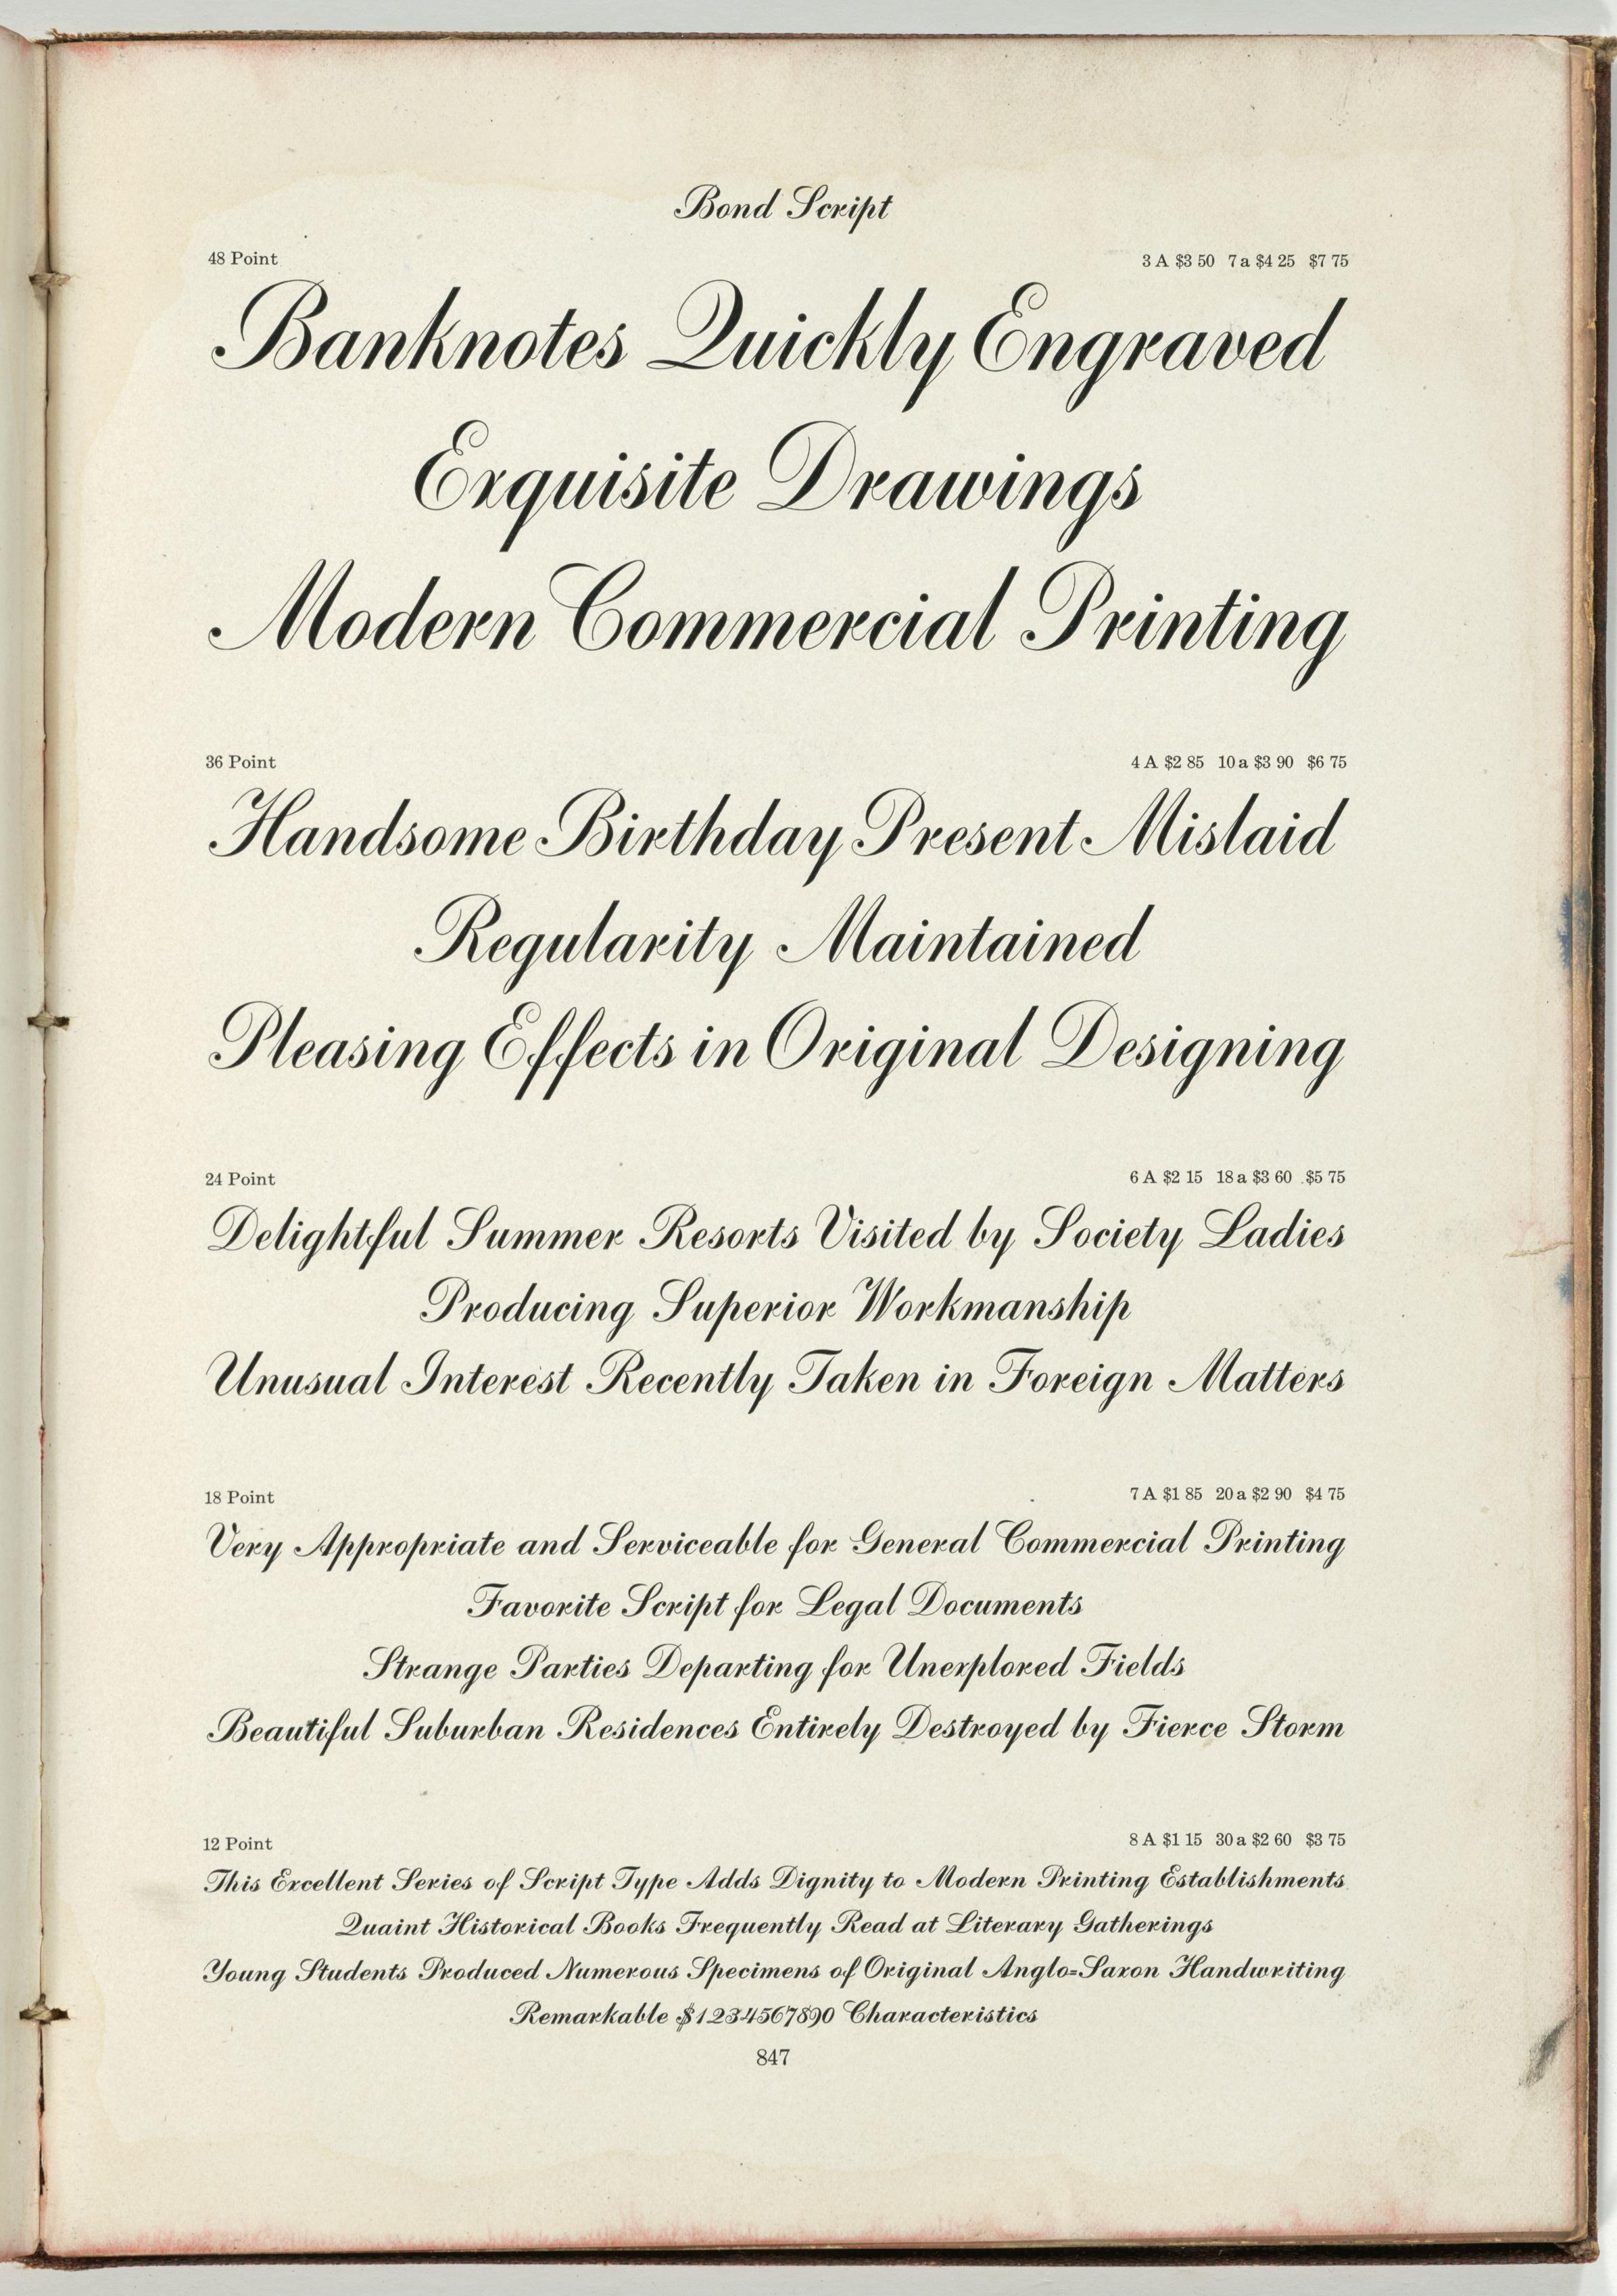 Bond Script
48 Point 3 A $3 50 7 a $4 25 $7 75
Banknotes Quickly Engraved
Exquisite Drawings
Modern Commercial Printing
36 Point 4 A $2 85 10 a $3 90 $6 75
Handsome Birthday Present Mislaid
Regularity Maintained
Pleasing Effects in Original Designing
24 Point 6 A $2 15 18 a $3 60 $5 75
Delightful Summer Resorts Visited by Society Ladies
Producing Superior Workmanship
Unusual Interest Recently Taken in Foreign Matters
18 Point 7 A $1 85 20 a $2 90 $4 75
Very Appropriate and Serviceable for General Commercial Printing
Favorite Script for Legal Documents
Strange Parties Departing for Unexplored Fields
Beautiful Suburban Residences Entirely Destroyed by Fierce Storm
12 Point 8 A $1 15 30 a $2 60 $3 75
This Excellent Series of Script Type Adds Dignity to Modern Printing Establishments
Quaint Historical Books Frequently Read at Literary Gatherings
Young Students Produced Numerous Specimens of Original Anglo-Saxon Handwriting
Remarkable $1234567890 Characteristics
847